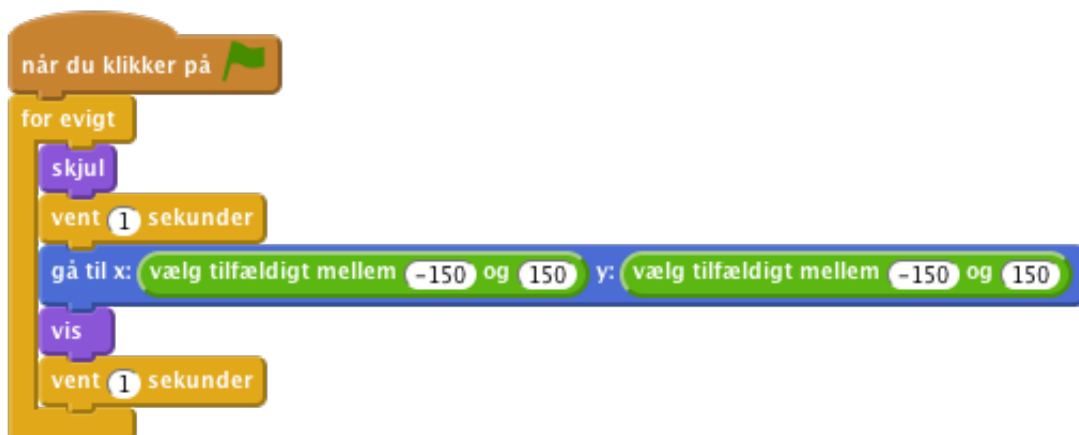 når du klikker på
for evigt
skjul
vent 1 sekunder
gå til x: vælg tilfældigt mellem -150 og 150 y: vælg tilfældigt mellem -150 og 150
vis
vent 1 sekunder